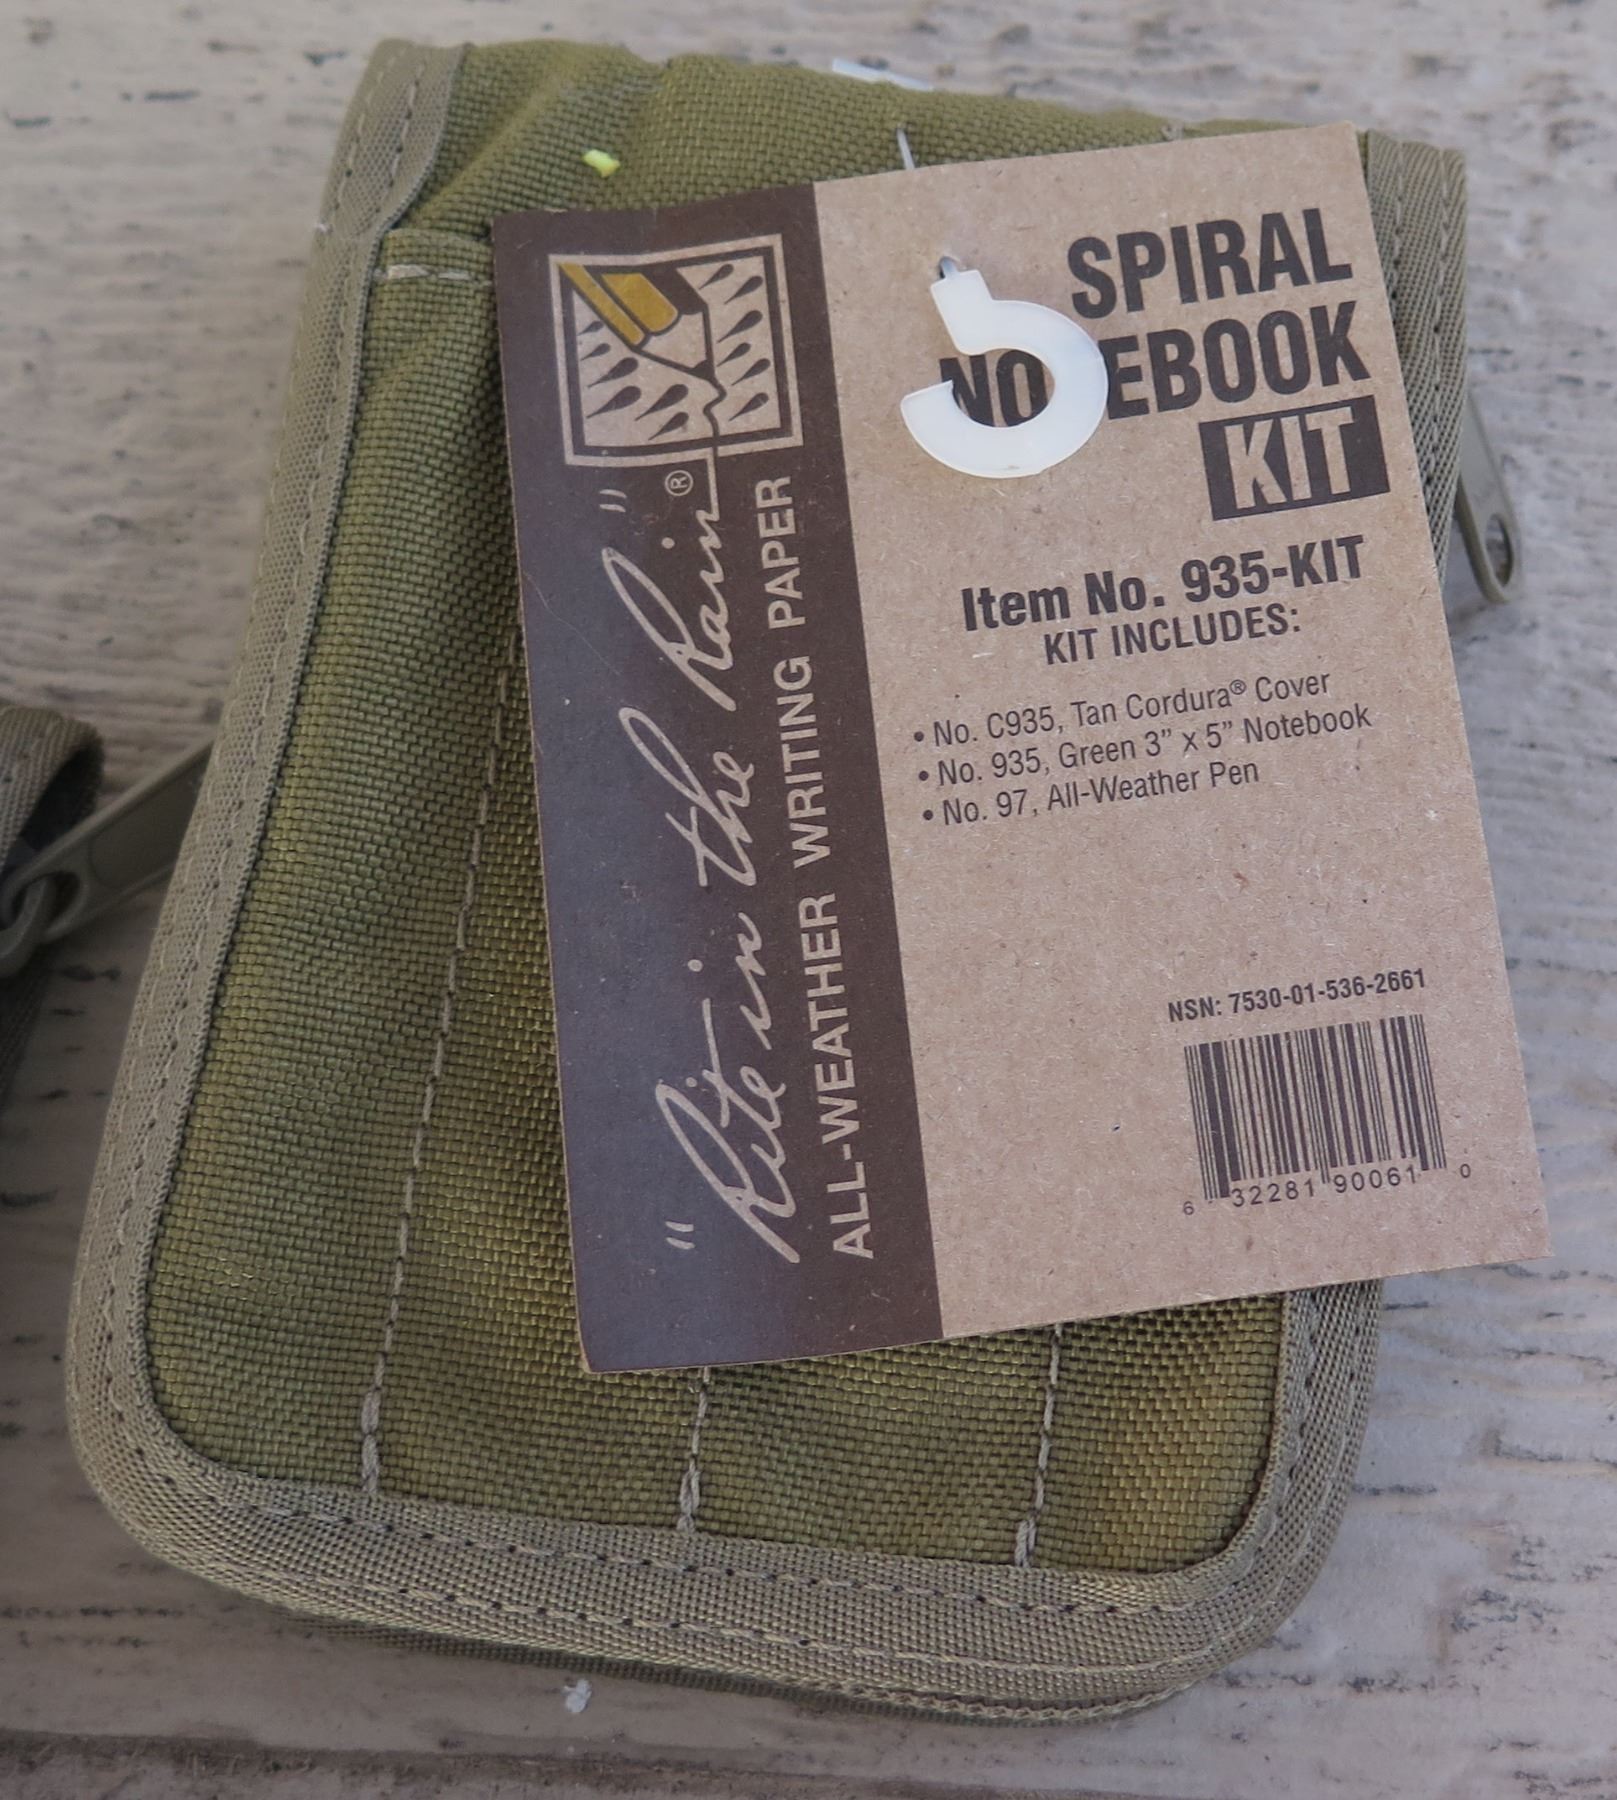 "Rite in the Rain"®
ALL-WEATHER WRITING PAPER
SPIRAL
NOTEBOOK
KIT
Item No. 935-KIT
KIT INCLUDES:
• No. C935, Tan Cordura® Cover
• No. 935, Green 3” x 5” Notebook
• No. 97, All-Weather Pen
NSN: 7530-01-536-2661
6 32281 90061 0